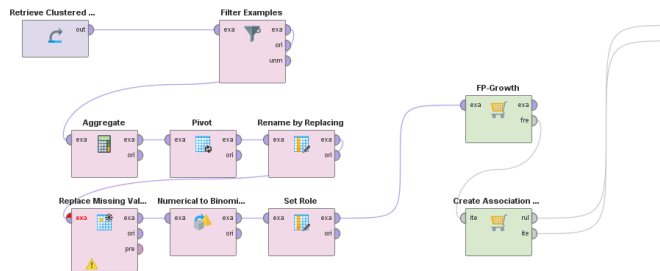 Retrieve Clustered ...
out
Filter Examples
exa exa
ori
unm
Aggregate
exa exa
ori
Pivot
exa exa
ori
Rename by Replacing
exa exa
ori
FP-Growth
exa exa
fre
Replace Missing Val...
exa exa
ori
pre
Numerical to Binomi...
exa exa
ori
Set Role
exa exa
ori
Create Association ...
ite rul
ite